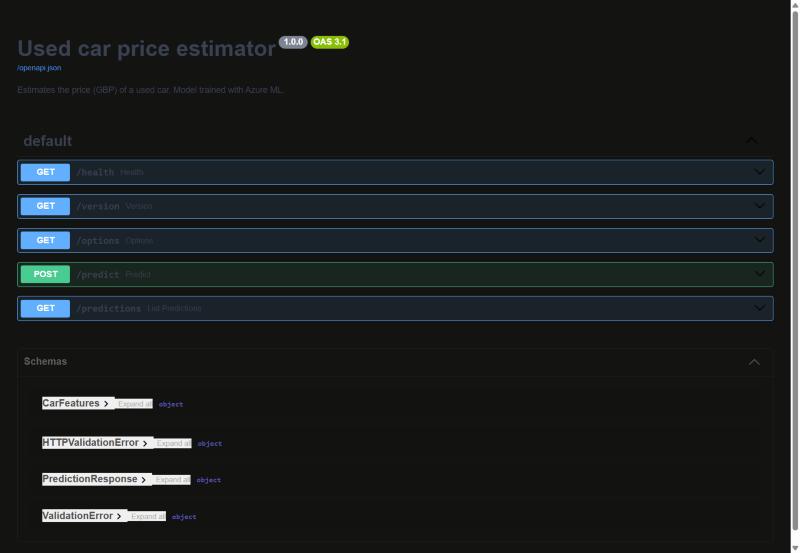 Used car price estimator 1.0.0 OAS 3.1
/openapi.json
Estimates the price (GBP) of a used car. Model trained with Azure ML.
default
GET /health Health
GET /version Version
GET /options Options
POST /predict Predict
GET /predictions List Predictions
Schemas
CarFeatures Expand all object
HTTPValidationError Expand all object
PredictionResponse Expand all object
ValidationError Expand all object